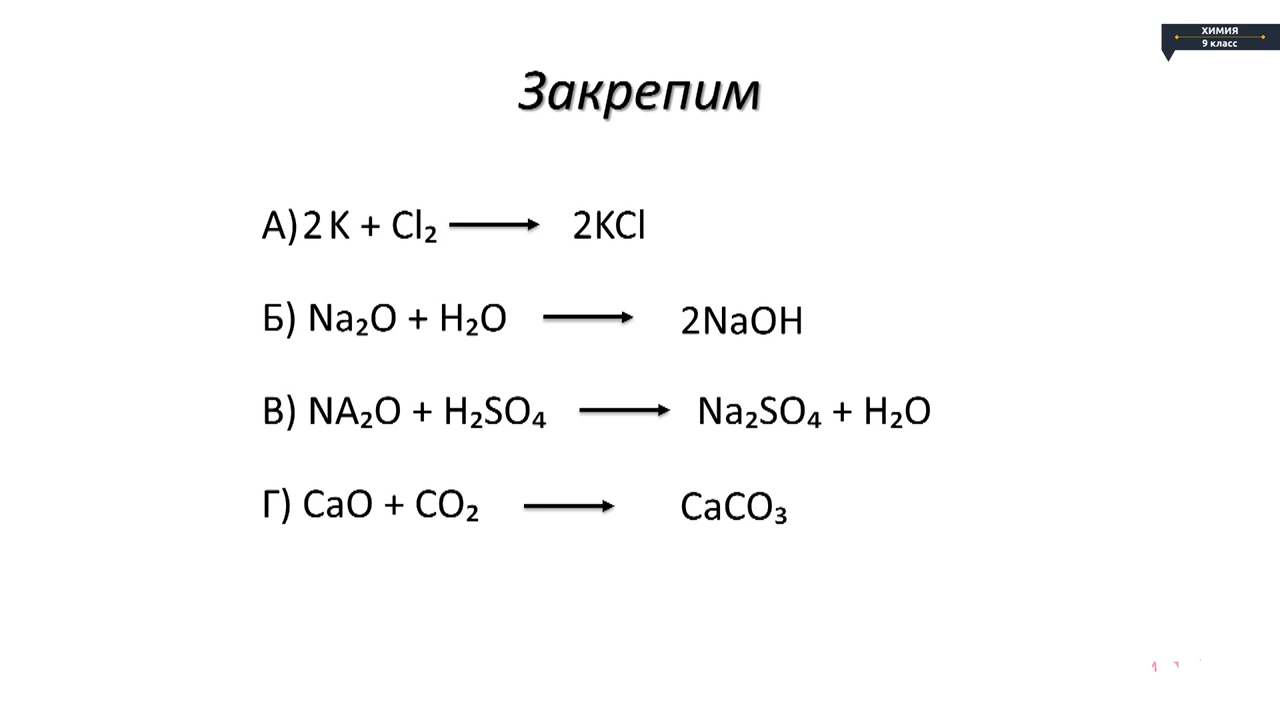 ХИМИЯ
9 класс
Закрепим
А) 2 K + Cl₂ ⟶ 2KCl
Б) Na₂O + H₂O ⟶ 2NaOH
В) NA₂O + H₂SO₄ ⟶ Na₂SO₄ + H₂O
Г) CaO + CO₂ ⟶ CaCO₃